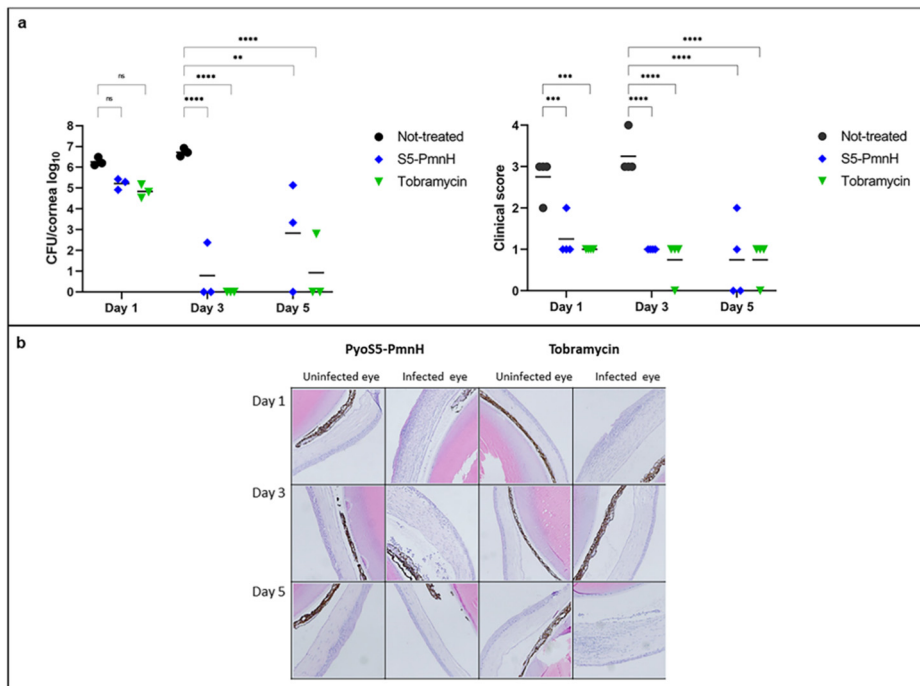 a
****
**
****
****
ns
ns
CFU/cornea log10
7
6
5
4
3
2
1
0
Day 1
Day 3
Day 5
Not-treated
S5-PmnH
Tobramycin
****
****
****
****
***
***
Clinical score
4
3
2
1
0
Day 1
Day 3
Day 5
Not-treated
S5-PmnH
Tobramycin
b
PyoS5-PmnH Tobramycin
Uninfected eye Infected eye Uninfected eye Infected eye
Day 1
Day 3
Day 5